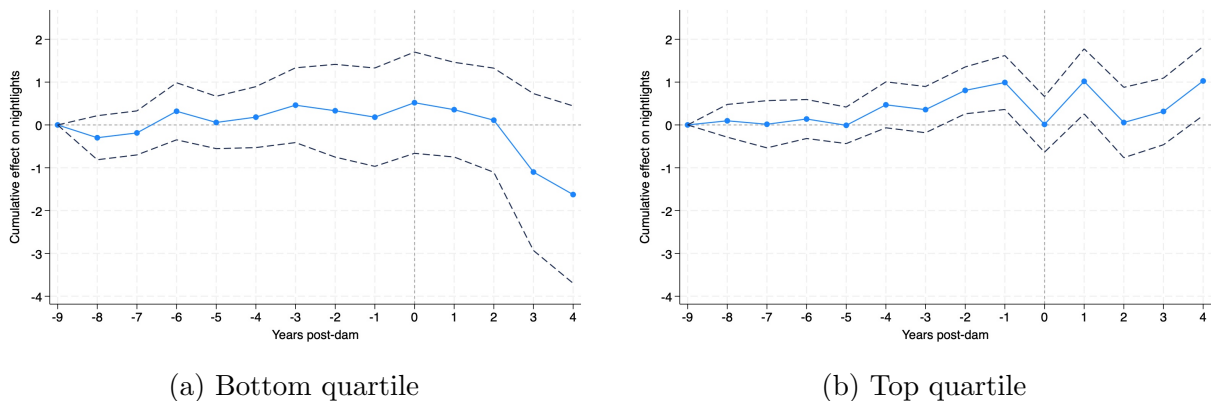 Cumulative effect on nightlights
2
1
0
-1
-2
-3
-4
-9 -8 -7 -6 -5 -4 -3 -2 -1 0 1 2 3 4
Years post-dam
(a) Bottom quartile
Cumulative effect on nightlights
2
1
0
-1
-2
-3
-4
-9 -8 -7 -6 -5 -4 -3 -2 -1 0 1 2 3 4
Years post-dam
(b) Top quartile